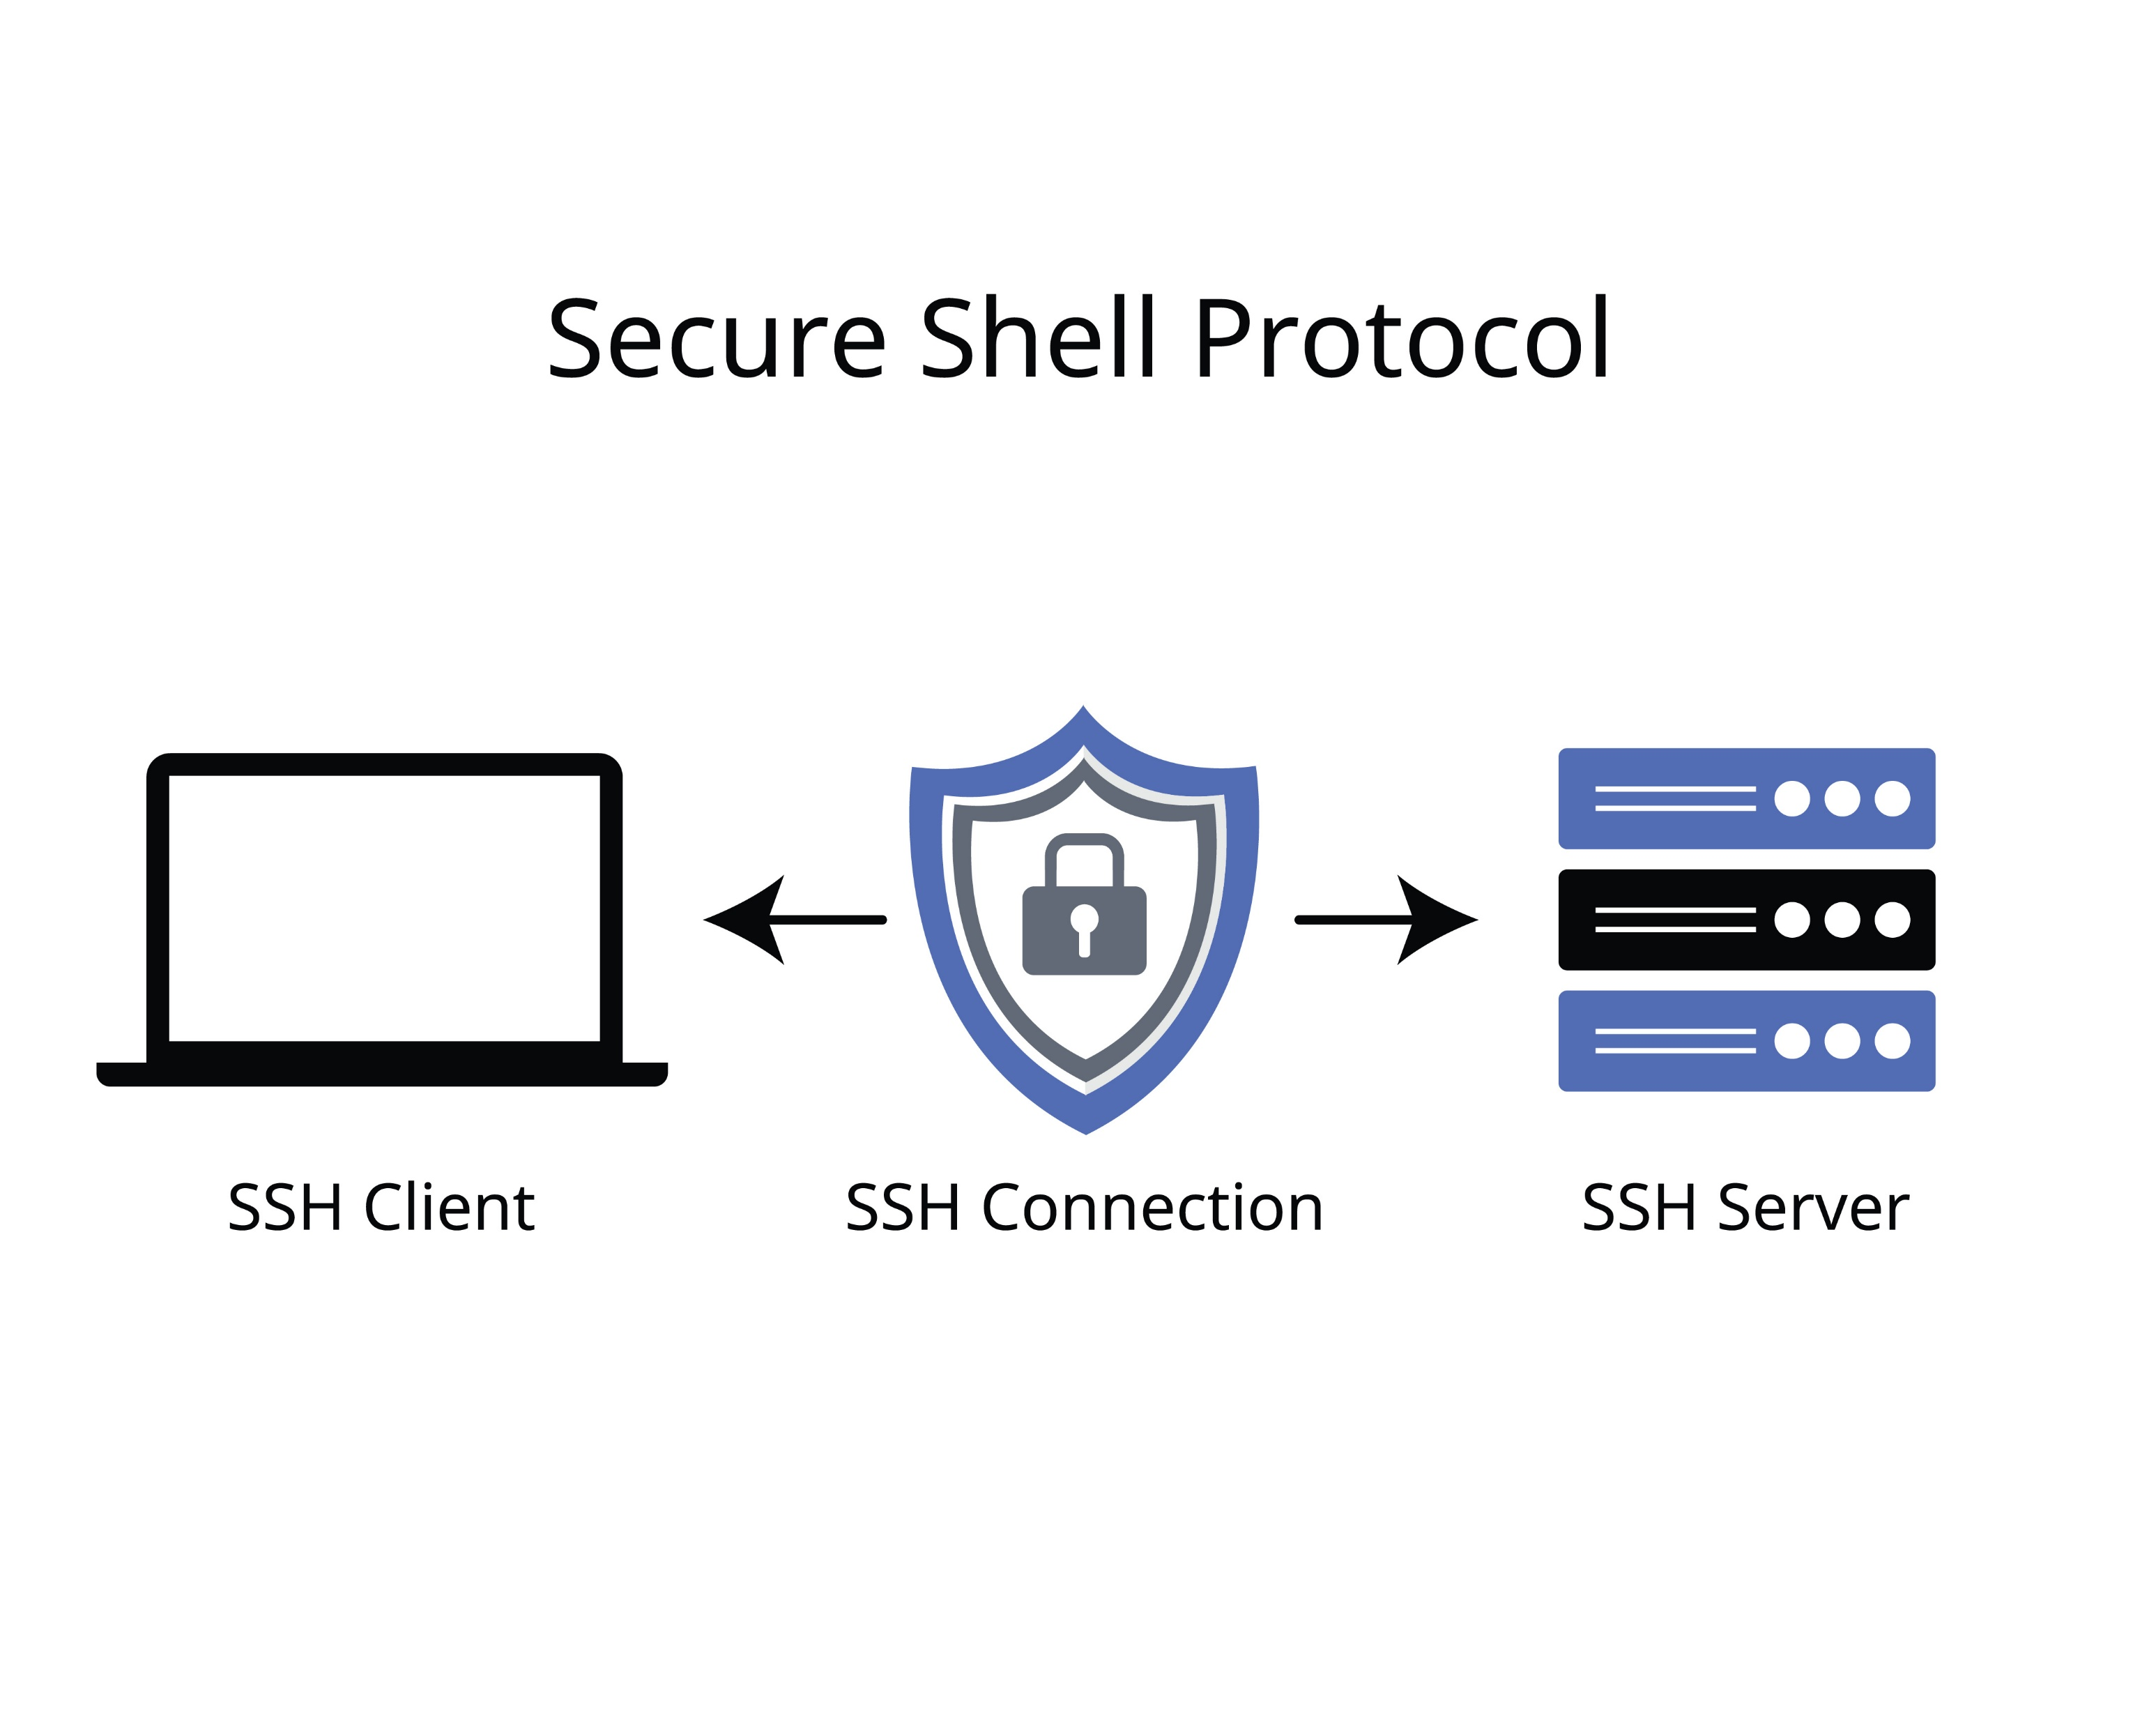 Secure Shell Protocol
SSH Client
SSH Connection
SSH Server